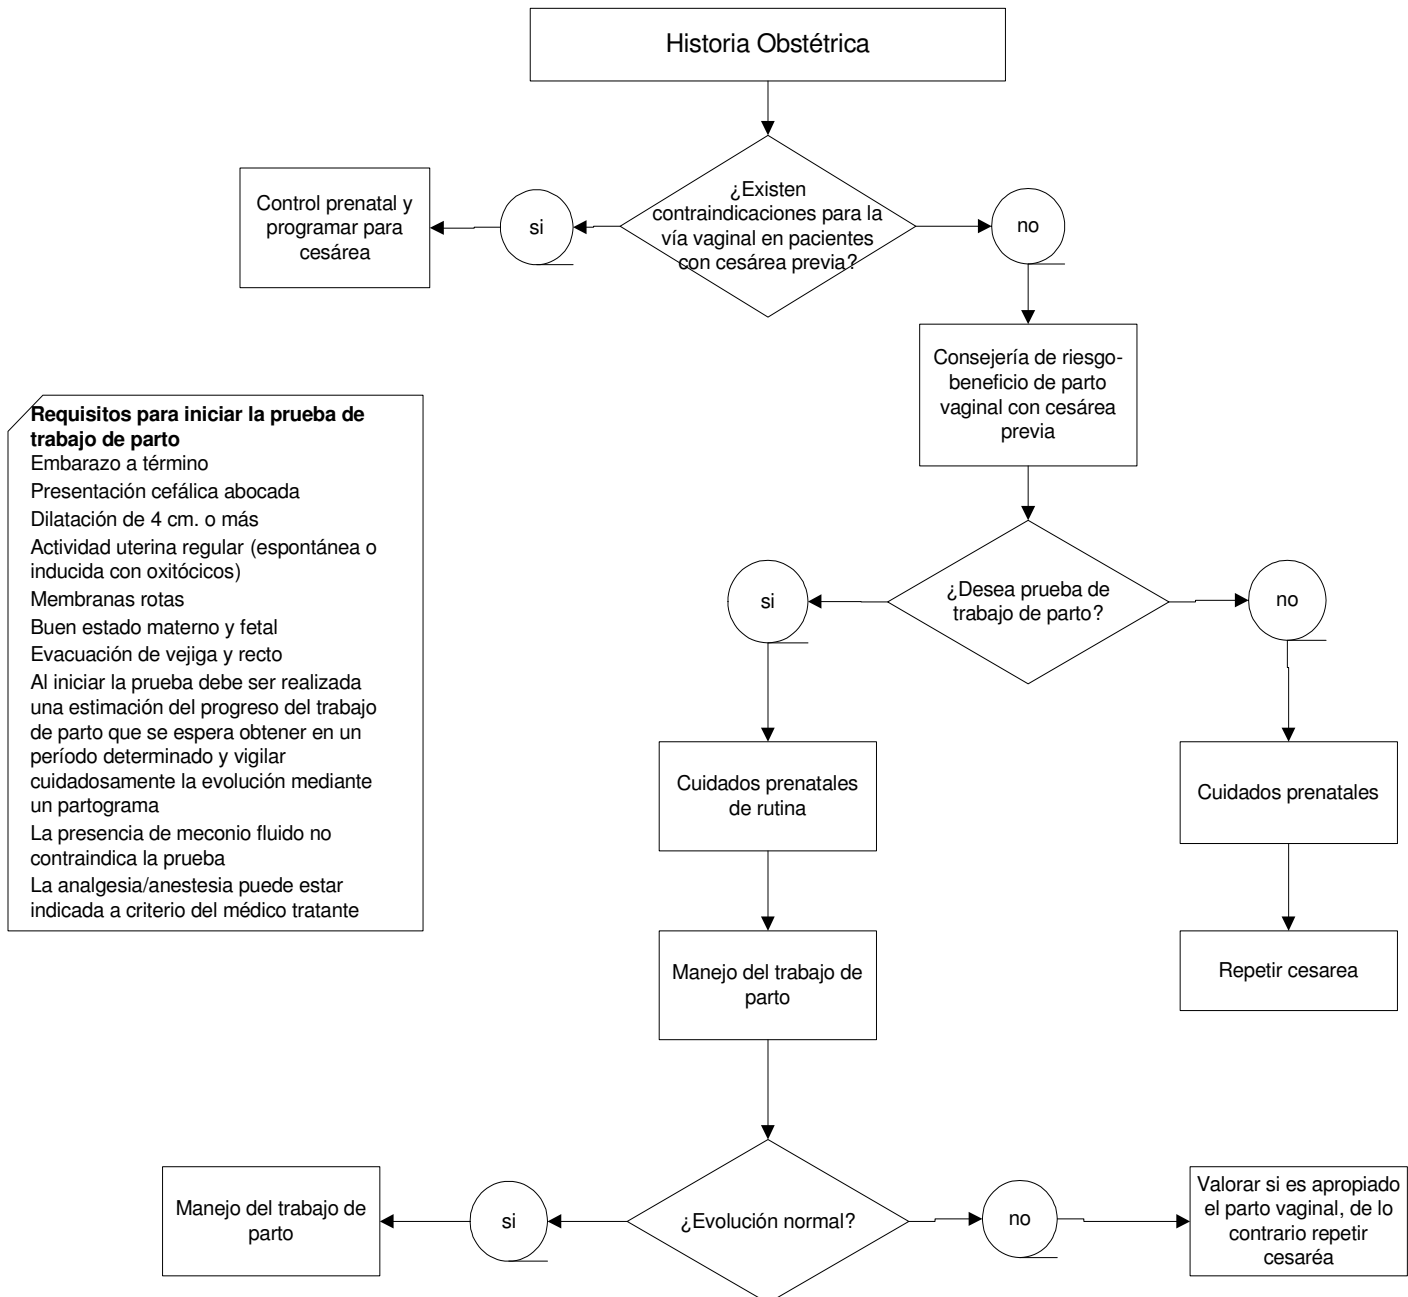 Historia Obstétrica
¿Existen
contraindicaciones para la
vía vaginal en pacientes
con cesárea previa?
si
no
Control prenatal y
programar para
cesárea
Consejería de riesgo-
beneficio de parto
vaginal con cesárea
previa
Requisitos para iniciar la prueba de
trabajo de parto
Embarazo a término
Presentación cefálica abocada
Dilatación de 4 cm. o más
Actividad uterina regular (espontánea o
inducida con oxitócicos)
Membranas rotas
Buen estado materno y fetal
Evacuación de vejiga y recto
Al iniciar la prueba debe ser realizada
una estimación del progreso del trabajo
de parto que se espera obtener en un
período determinado y vigilar
cuidadosamente la evolución mediante
un partograma
La presencia de meconio fluido no
contraindica la prueba
La analgesia/anestesia puede estar
indicada a criterio del médico tratante
¿Desea prueba de
trabajo de parto?
si
no
Cuidados prenatales
de rutina
Cuidados prenatales
Manejo del trabajo de
parto
Repetir cesarea
¿Evolución normal?
si
no
Manejo del trabajo de
parto
Valorar si es apropiado
el parto vaginal, de lo
contrario repetir
cesaréa